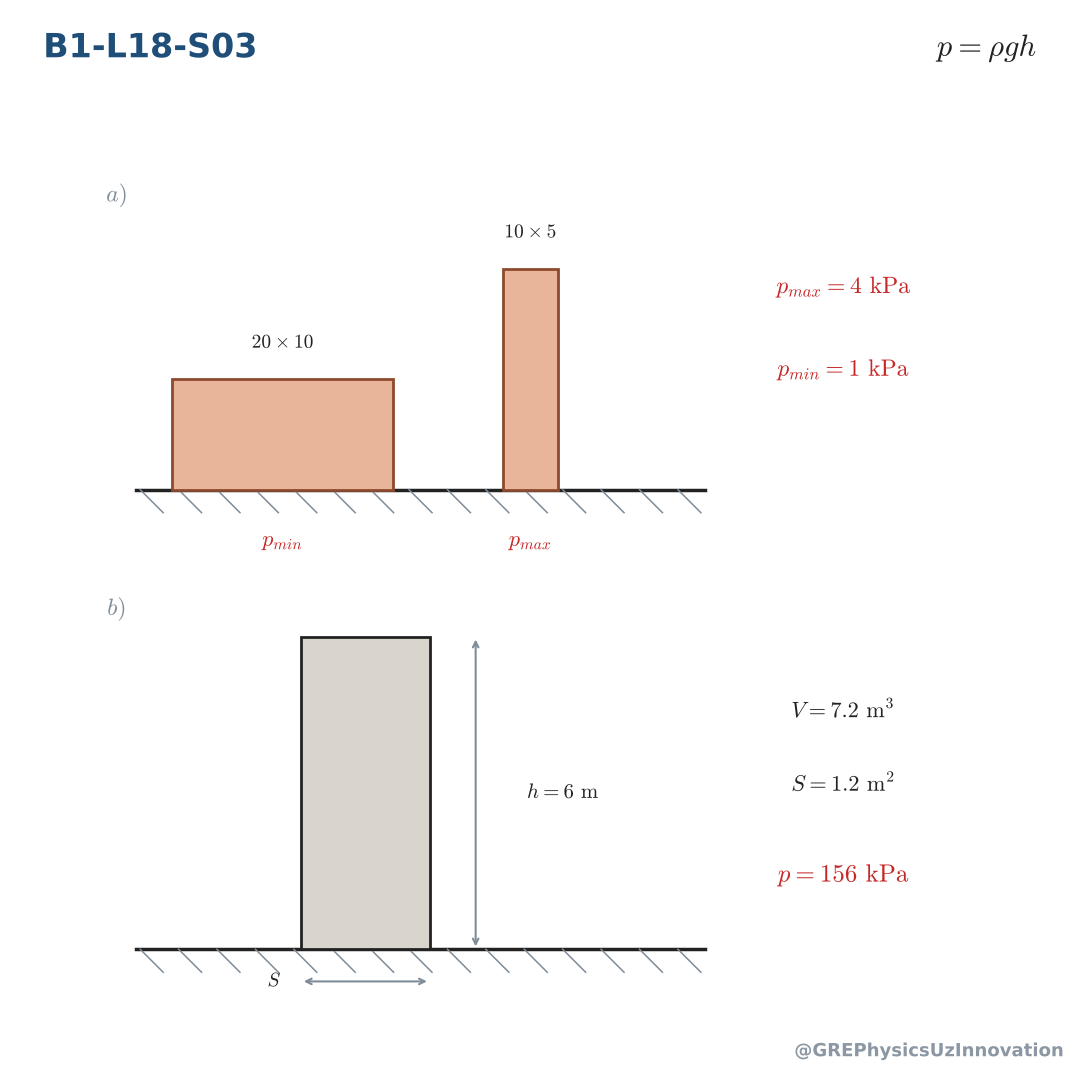 B1-L18-S03
p = ρgh
a)
10 × 5
20 × 10
p_max = 4 kPa
p_min = 1 kPa
p_min
p_max
b)
V = 7.2 m³
S = 1.2 m²
h = 6 m
p = 156 kPa
S
@GREPhysicsUzInnovation